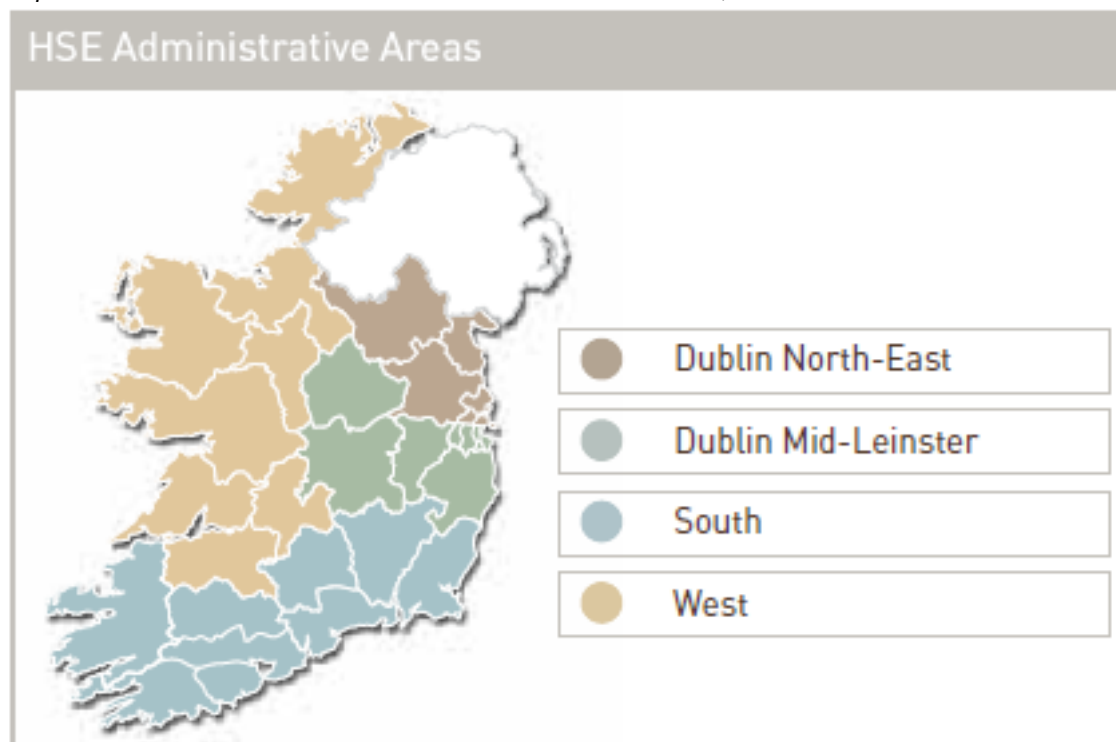 HSE Administrative Areas
Dublin North-East
Dublin Mid-Leinster
South
West